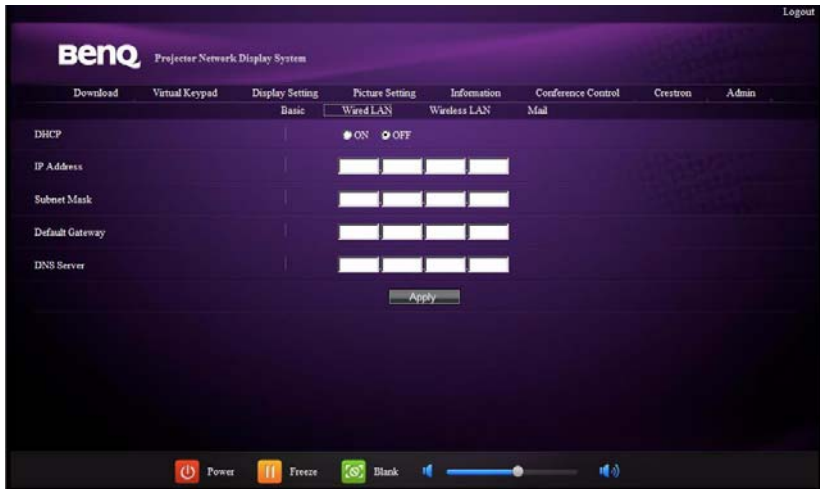 Logout
BenQ Projector Network Display System
Download Virtual Keypad Display Setting Picture Setting Information Conference Control Crestron Admin
Basic Wired LAN Wireless LAN Mail
DHCP ON OFF
IP Address
Subnet Mask
Default Gateway
DNS Server
Apply
Power Freeze Blank